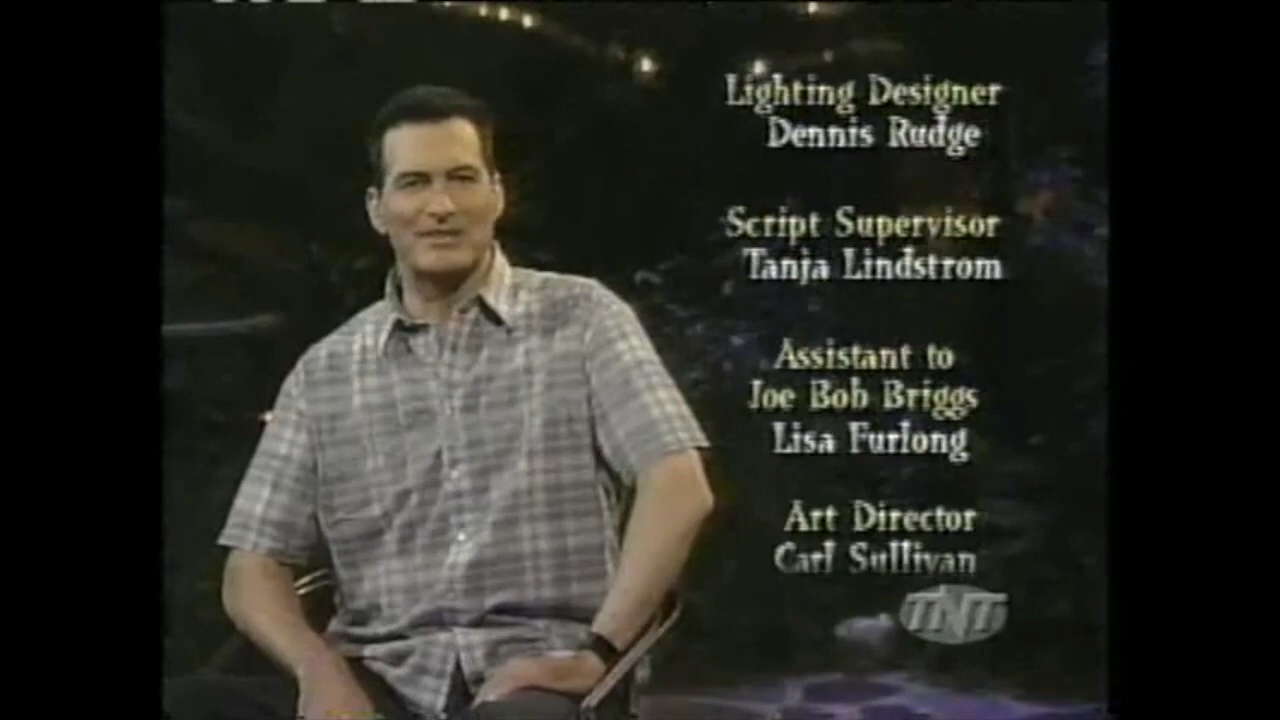 Lighting Designer
Dennis Rudge
Script Supervisor
Tanja Lindstrom
Assistant to
Joe Bob Briggs
Lisa Furlong
Art Director
Carl Sullivan
TNT